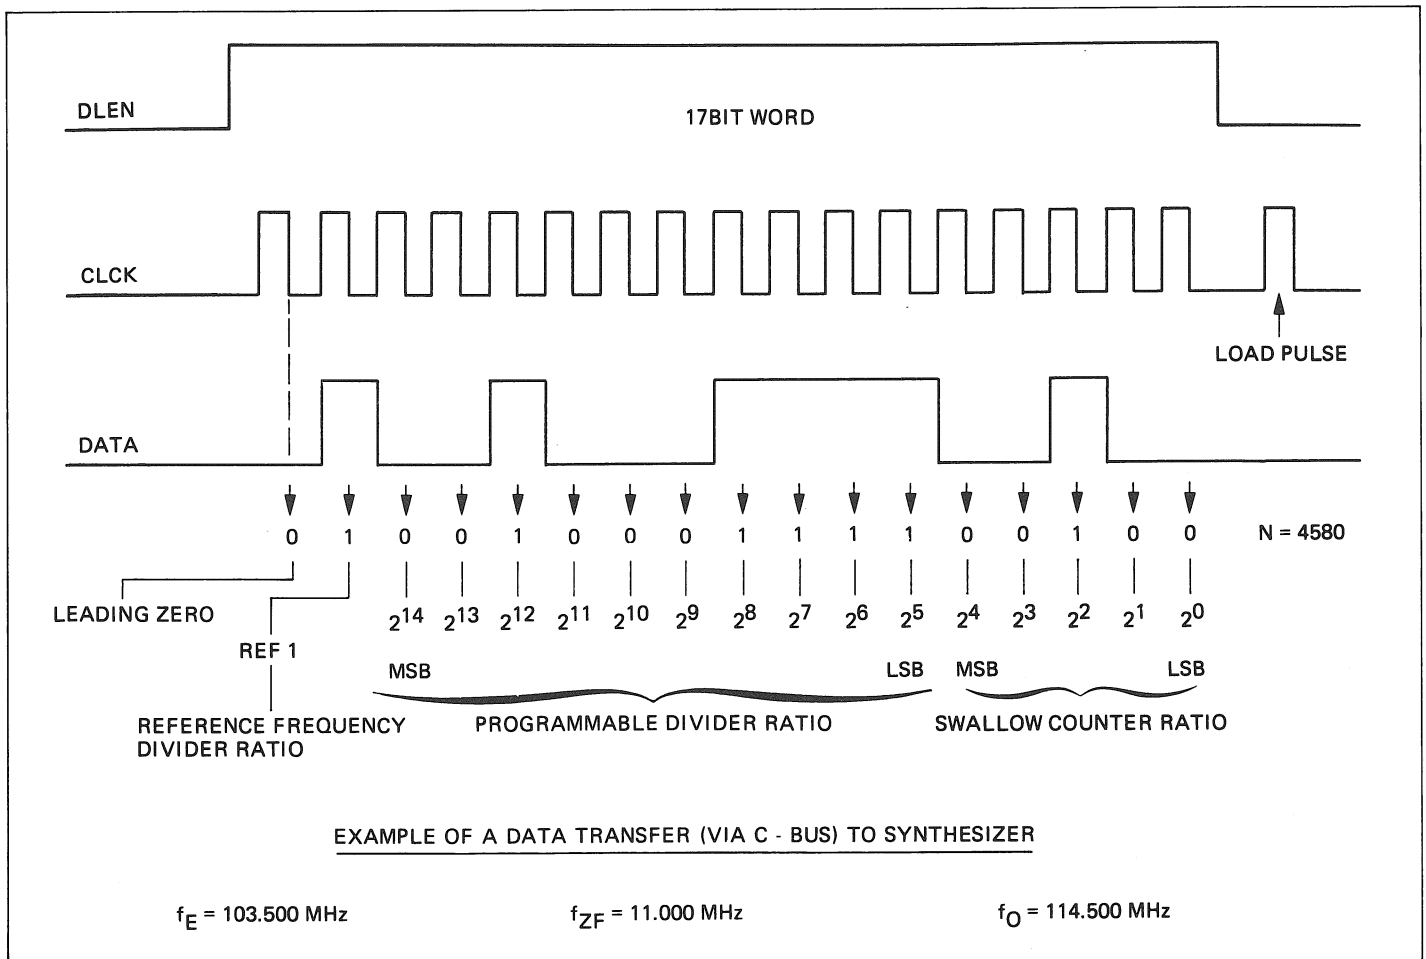 DLEN
17BIT WORD
CLCK
LOAD PULSE
DATA
0 1 0 0 1 0 0 0 1 1 1 1 0 0 1 0 0 N = 4580
LEADING ZERO
2^14 2^13 2^12 2^11 2^10 2^9 2^8 2^7 2^6 2^5 2^4 2^3 2^2 2^1 2^0
REF 1
MSB LSB MSB LSB
REFERENCE FREQUENCY
DIVIDER RATIO
PROGRAMMABLE DIVIDER RATIO
SWALLOW COUNTER RATIO
EXAMPLE OF A DATA TRANSFER (VIA C - BUS) TO SYNTHESIZER
fE = 103.500 MHz
fZF = 11.000 MHz
fO = 114.500 MHz